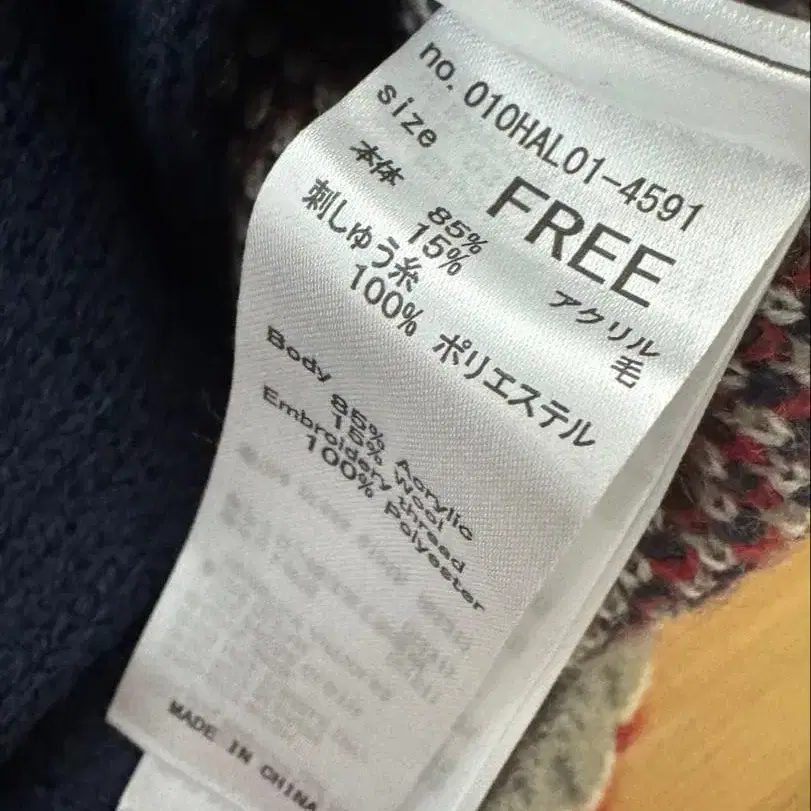 no. 010HAL01-4591
size FREE
本体
85% アクリル
15% 毛
刺しゅう糸
100% ポリエステル
Body
85% Acrylic
15% Wool
Embroidery thread
100% Polyester
MADE IN CHINA